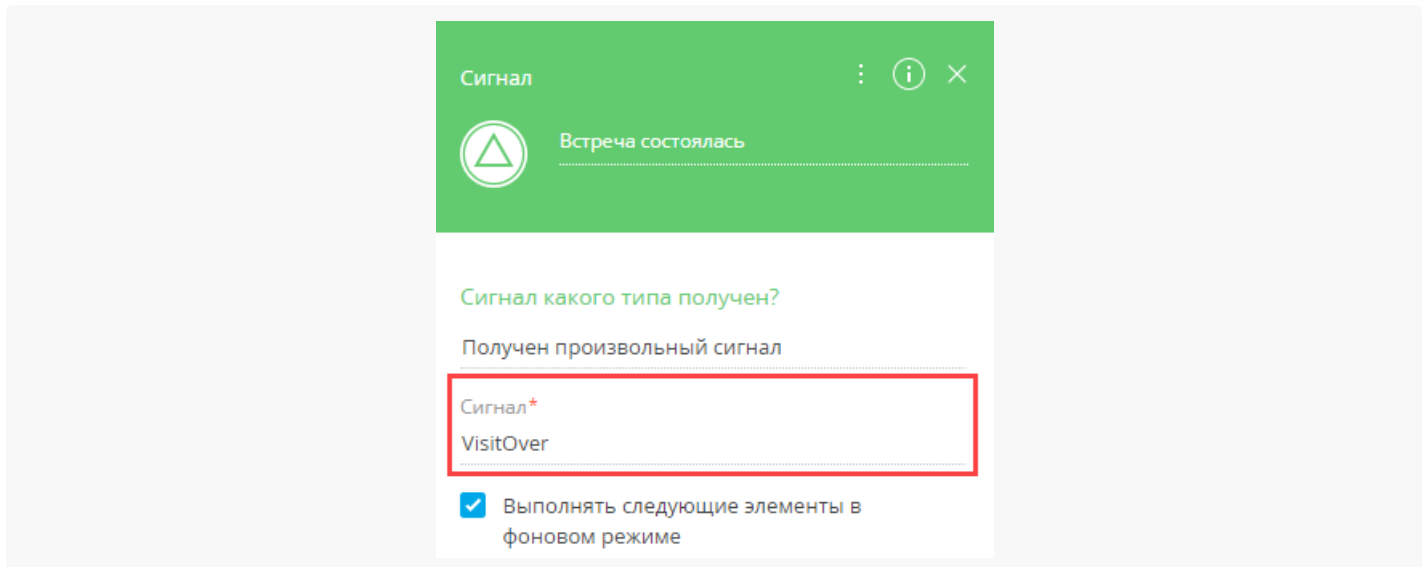 Сигнал
Встреча состоялась
Сигнал какого типа получен?
Получен произвольный сигнал
Сигнал*
VisitOver
Выполнять следующие элементы в
фоновом режиме